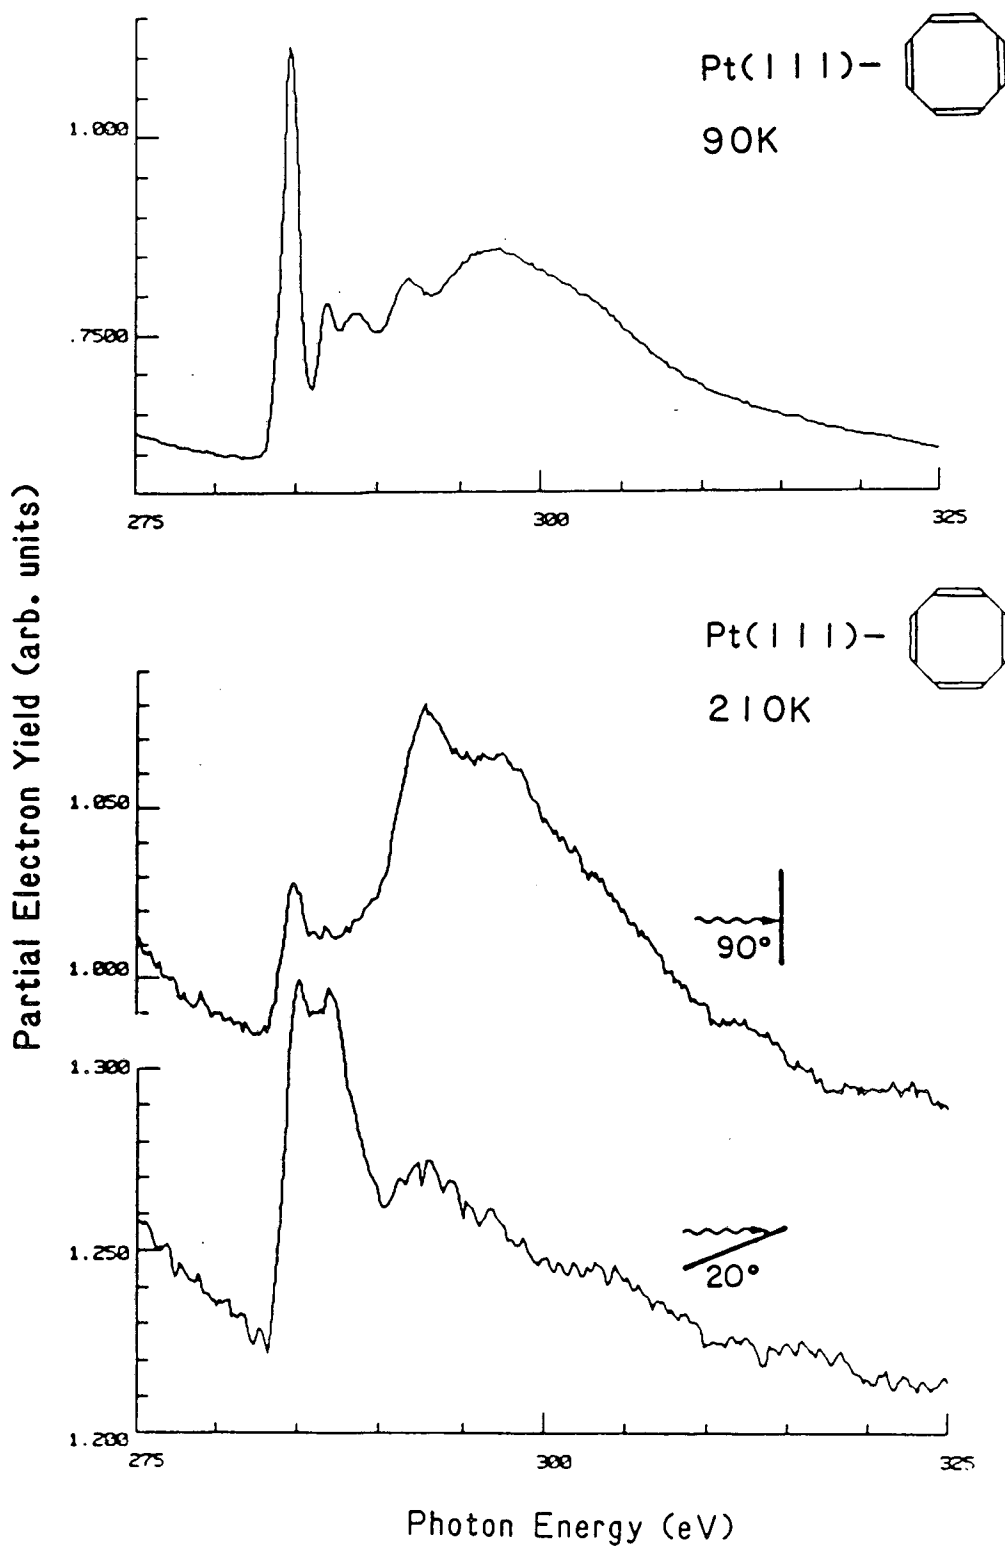 Pt(111)-
90K
1.000
.7500
275
300
325
Partial Electron Yield (arb. units)
Pt(111)-
210K
1.050
1.000
90°
1.300
1.250
20°
1.200
275
300
325
Photon Energy (eV)